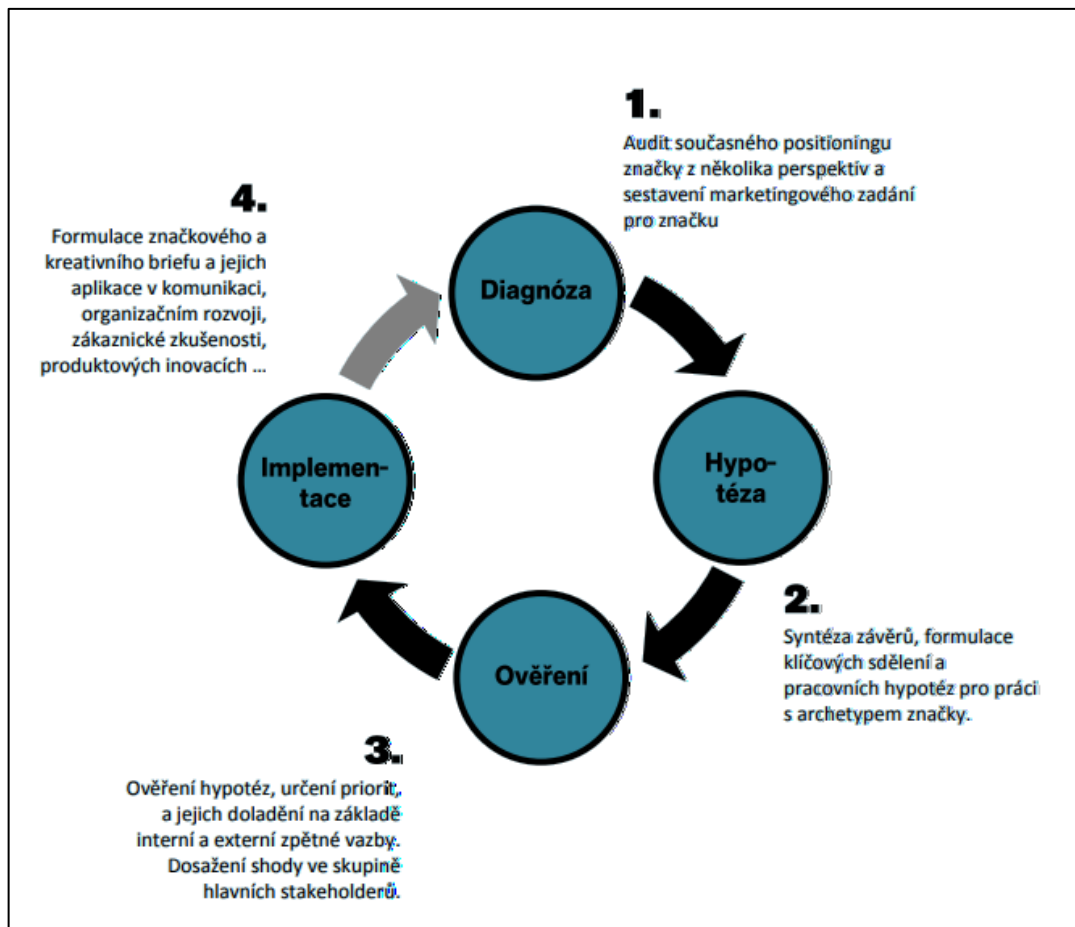 1.
Audit současného positioningu
značky z několika perspektiv a
sestavení marketingového zadání
pro značku
Diagnóza
4.
Formulace značkového a
kreativního briefu a jejich
aplikace v komunikaci,
organizačním rozvoji,
zákaznické zkušenosti,
produktových inovacích ...
Implemen-
tace
Hypo-
téza
2.
Syntéza závěrů, formulace
klíčových sdělení a
pracovních hypotéz pro práci
s archetypem značky.
Ověření
3.
Ověření hypotéz, určení priorit,
a jejich doladění na základě
interní a externí zpětné vazby.
Dosažení shody ve skupině
hlavních stakeholderů.